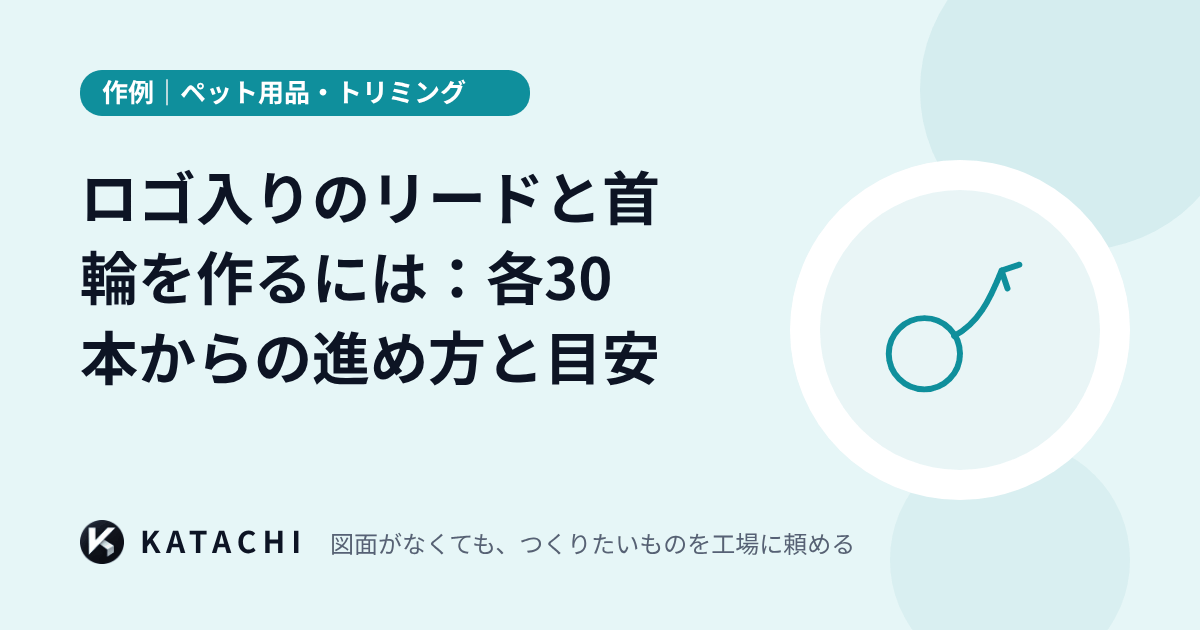 作例｜ペット用品・トリミング
ロゴ入りのリードと首
輪を作るには：各30
本からの進め方と目安
KATACHI 図面がなくても、つくりたいものを工場に頼める